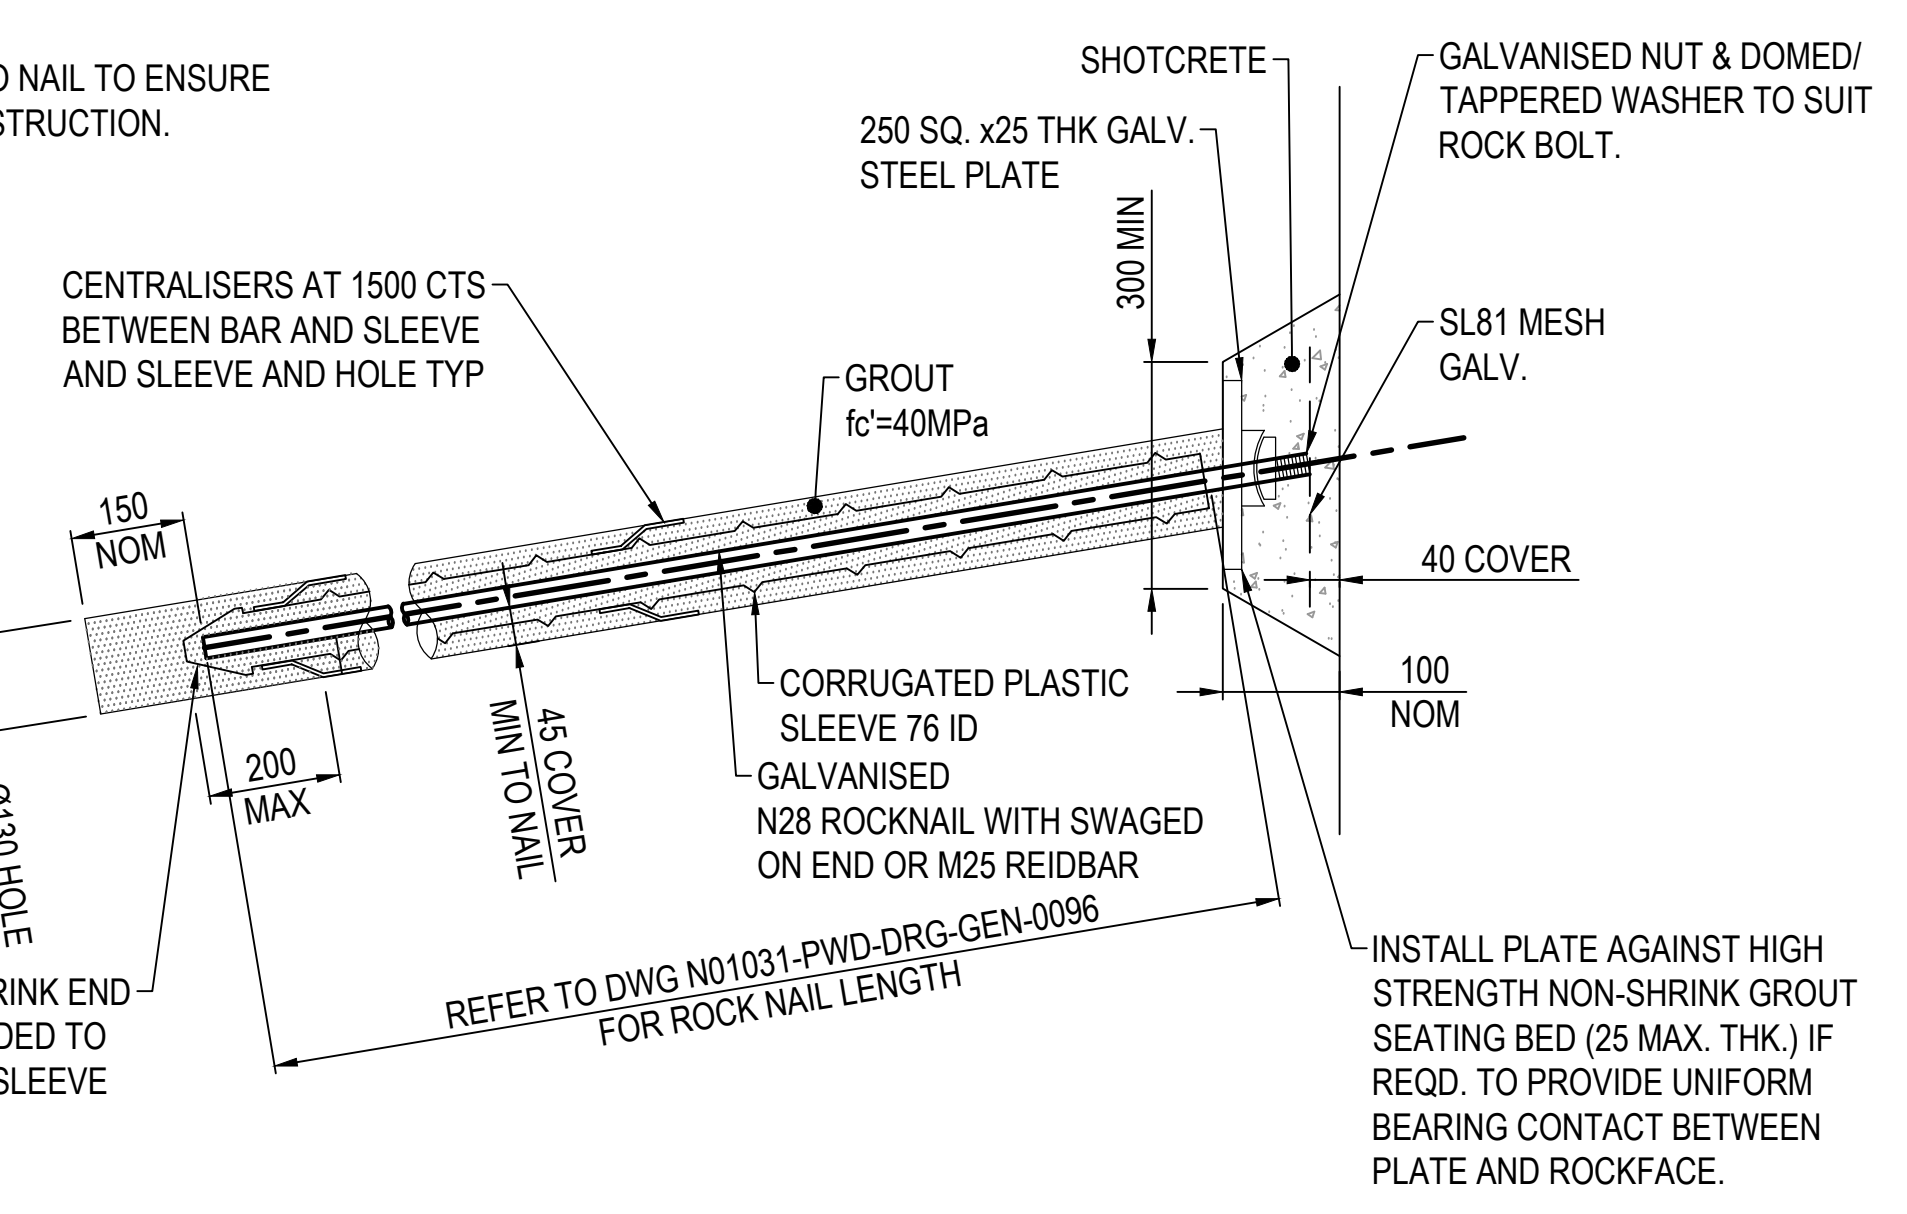 D NAIL TO ENSURE
STRUCTION.
SHOTCRETE
GALVANISED NUT & DOMED/
TAPPERED WASHER TO SUIT
ROCK BOLT.
250 SQ. x25 THK GALV.
STEEL PLATE
300 MIN
CENTRALISERS AT 1500 CTS
BETWEEN BAR AND SLEEVE
AND SLEEVE AND HOLE TYP
SL81 MESH
GALV.
GROUT
fc'=40MPa
150
NOM
40 COVER
100
NOM
CORRUGATED PLASTIC
SLEEVE 76 ID
45 COVER
MIN TO NAIL
200
MAX
GALVANISED
N28 ROCKNAIL WITH SWAGED
ON END OR M25 REIDBAR
Ø130 HOLE
REFER TO DWG N01031-PWD-DRG-GEN-0096
FOR ROCK NAIL LENGTH
RINK END
DED TO
SLEEVE
INSTALL PLATE AGAINST HIGH
STRENGTH NON-SHRINK GROUT
SEATING BED (25 MAX. THK.) IF
REQD. TO PROVIDE UNIFORM
BEARING CONTACT BETWEEN
PLATE AND ROCKFACE.